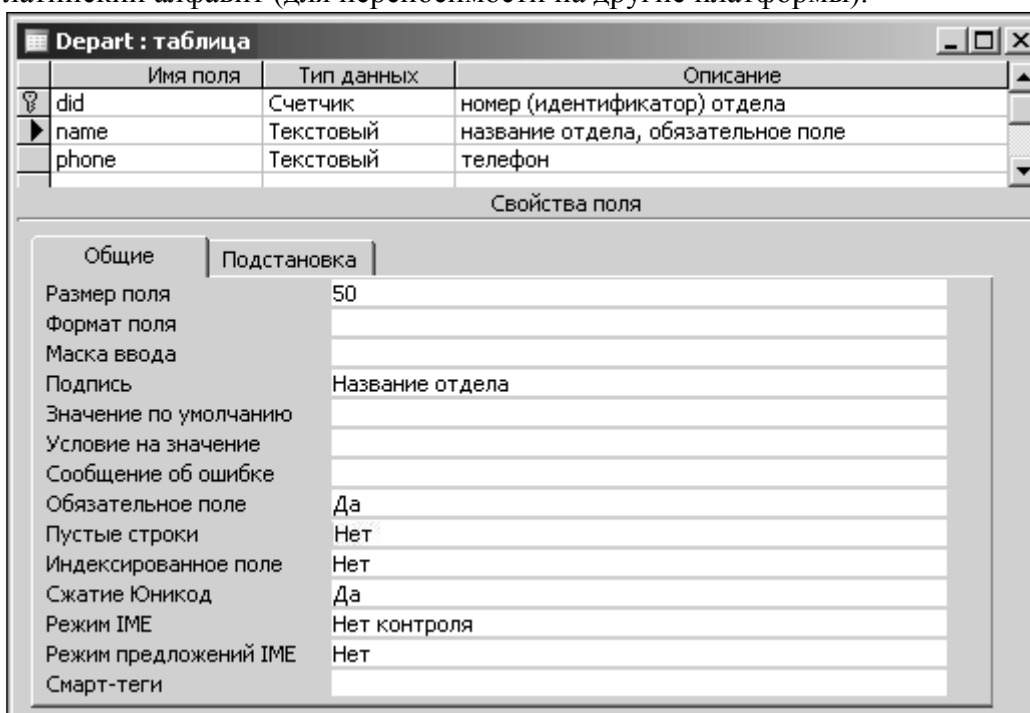 латинский алфавит (для переносимости на другие платформы).
Depart : таблица
Имя поля Тип данных Описание
did Счетчик номер (идентификатор) отдела
name Текстовый название отдела, обязательное поле
phone Текстовый телефон
Свойства поля
Общие Подстановка
Размер поля 50
Формат поля
Маска ввода
Подпись Название отдела
Значение по умолчанию
Условие на значение
Сообщение об ошибке
Обязательное поле Да
Пустые строки Нет
Индексированное поле Нет
Сжатие Юникод Да
Режим IME Нет контроля
Режим предложений IME Нет
Смарт-теги